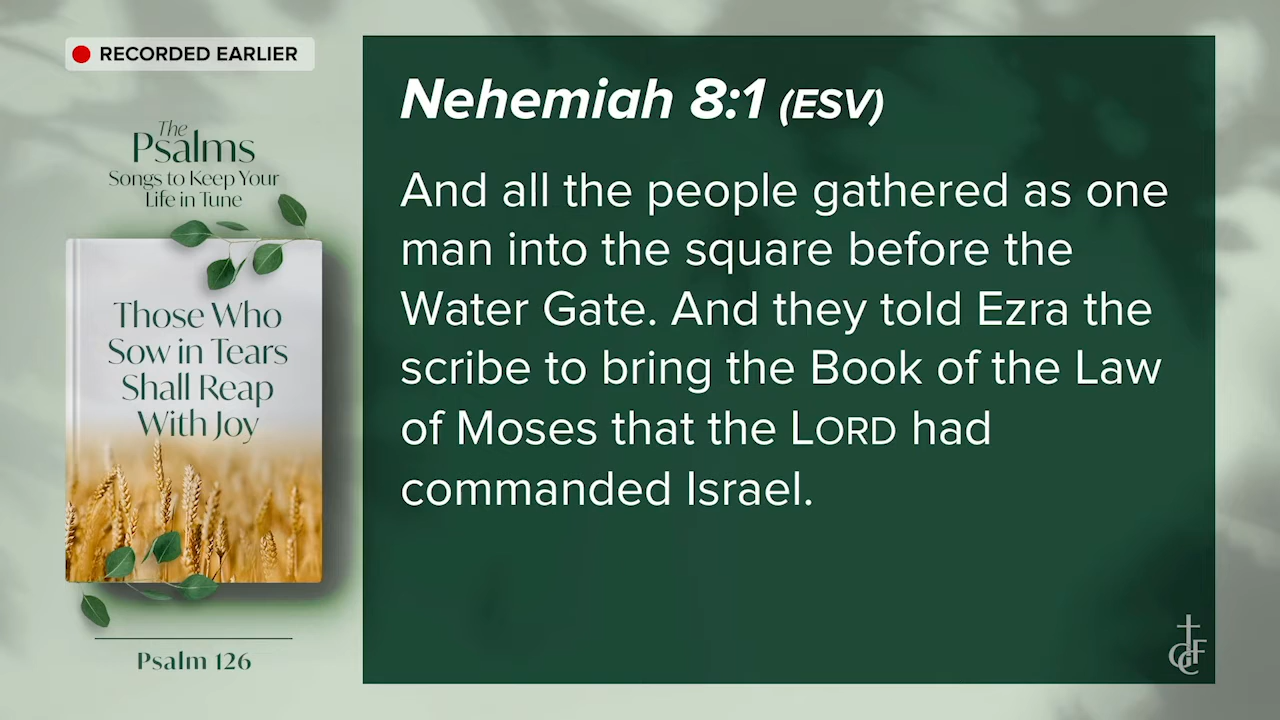 RECORDED EARLIER
The
Psalms
Songs to Keep Your
Life in Tune
Those Who
Sow in Tears
Shall Reap
With Joy
Psalm 126
Nehemiah 8:1 (ESV)
And all the people gathered as one
man into the square before the
Water Gate. And they told Ezra the
scribe to bring the Book of the Law
of Moses that the LORD had
commanded Israel.
GCF